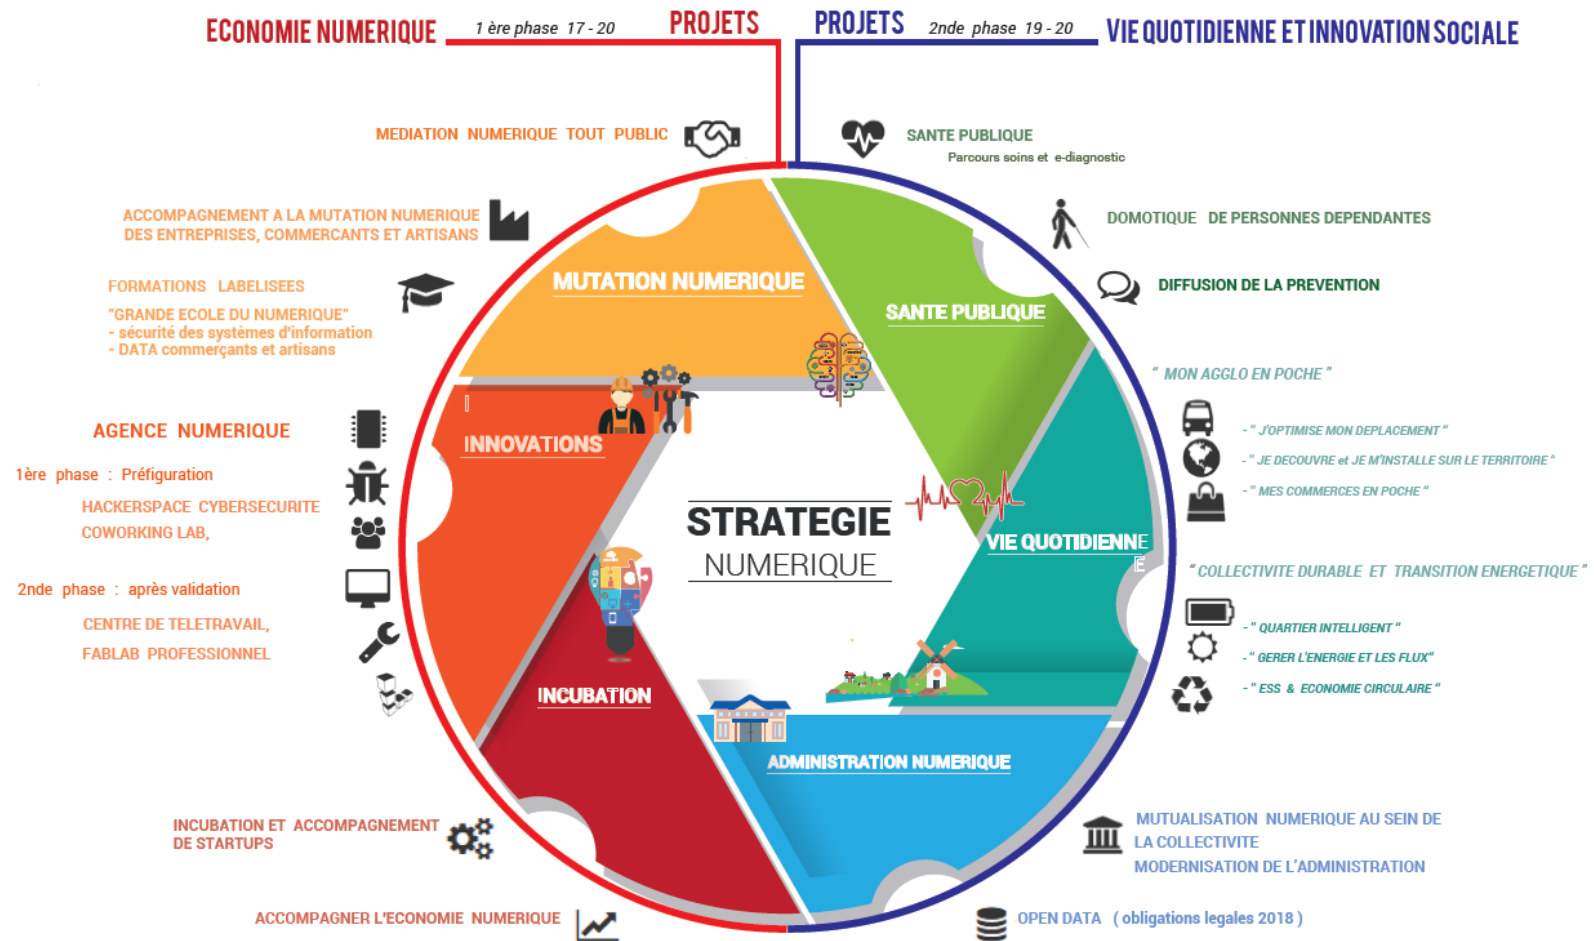 ECONOMIE NUMERIQUE
1 ère phase 17 - 20
PROJETS
PROJETS
2nde phase 19 - 20
VIE QUOTIDIENNE ET INNOVATION SOCIALE
MEDIATION NUMERIQUE TOUT PUBLIC
ACCOMPAGNEMENT A LA MUTATION NUMERIQUE
DES ENTREPRISES, COMMERCANTS ET ARTISANS
FORMATIONS LABELISEES
"GRANDE ECOLE DU NUMERIQUE"
- sécurité des systèmes d'information
- DATA commerçants et artisans
AGENCE NUMERIQUE
1ère phase : Préfiguration
HACKERSPACE CYBERSECURITE
COWORKING LAB,
2nde phase : après validation
CENTRE DE TELETRAVAIL,
FABLAB PROFESSIONNEL
INCUBATION ET ACCOMPAGNEMENT
DE STARTUPS
ACCOMPAGNER L'ECONOMIE NUMERIQUE
MUTATION NUMERIQUE
SANTE PUBLIQUE
INNOVATIONS
STRATEGIE
NUMERIQUE
VIE QUOTIDIENNE
E
INCUBATION
ADMINISTRATION NUMERIQUE
SANTE PUBLIQUE
Parcours soins et e-diagnostic
DOMOTIQUE DE PERSONNES DEPENDANTES
DIFFUSION DE LA PREVENTION
“ MON AGGLO EN POCHE ”
- “ J'OPTIMISE MON DEPLACEMENT “
- “ JE DECOUVRE et JE M'INSTALLE SUR LE TERRITOIRE “
- “ MES COMMERCES EN POCHE “
“ COLLECTIVITE DURABLE ET TRANSITION ENERGETIQUE ”
- “ QUARTIER INTELLIGENT “
- “ GERER L'ENERGIE ET LES FLUX“
- “ ESS & ECONOMIE CIRCULAIRE “
MUTUALISATION NUMERIQUE AU SEIN DE
LA COLLECTIVITE
MODERNISATION DE L'ADMINISTRATION
OPEN DATA ( obligations legales 2018 )